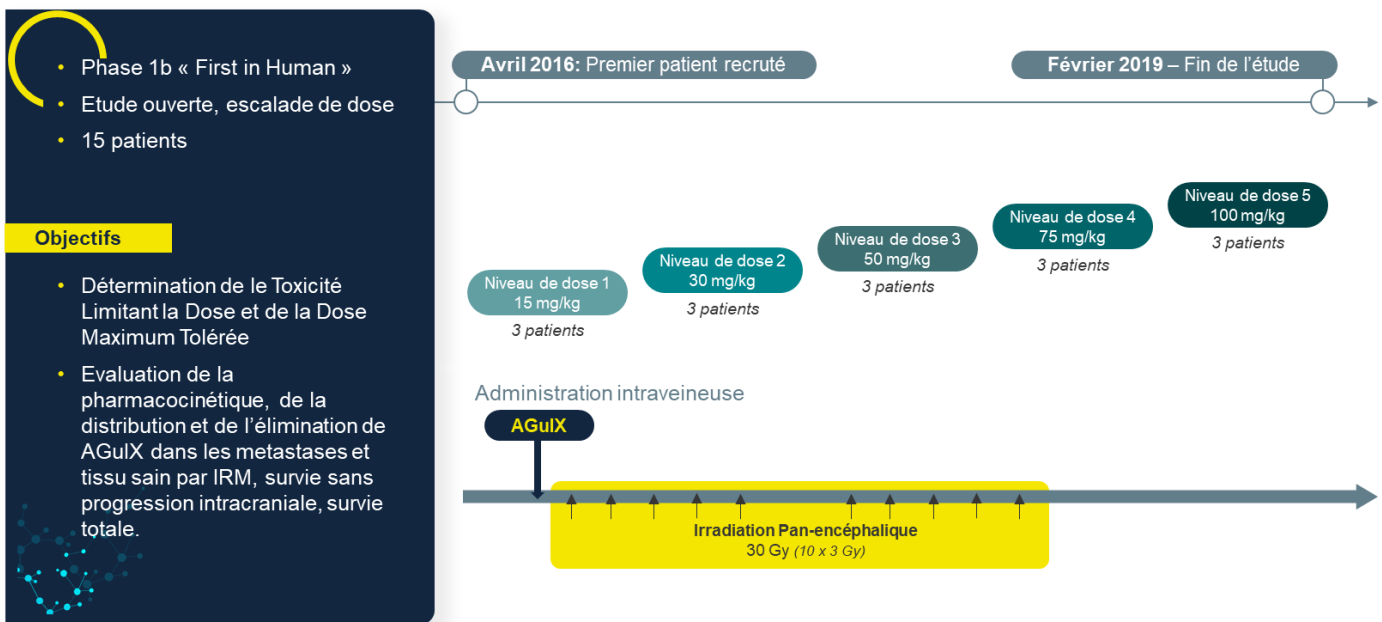 • Phase 1b « First in Human »
• Etude ouverte, escalade de dose
• 15 patients
Objectifs
• Détermination de le Toxicité
Limitant la Dose et de la Dose
Maximum Tolérée
• Evaluation de la
pharmacocinétique, de la
distribution et de l'élimination de
AGuIX dans les metastases et
tissu sain par IRM, survie sans
progression intracraniale, survie
totale.
Avril 2016: Premier patient recruté
Février 2019 – Fin de l'étude
Niveau de dose 1
15 mg/kg
3 patients
Niveau de dose 2
30 mg/kg
3 patients
Niveau de dose 3
50 mg/kg
3 patients
Niveau de dose 4
75 mg/kg
3 patients
Niveau de dose 5
100 mg/kg
3 patients
Administration intraveineuse
AGuIX
Irradiation Pan-encéphalique
30 Gy (10 x 3 Gy)